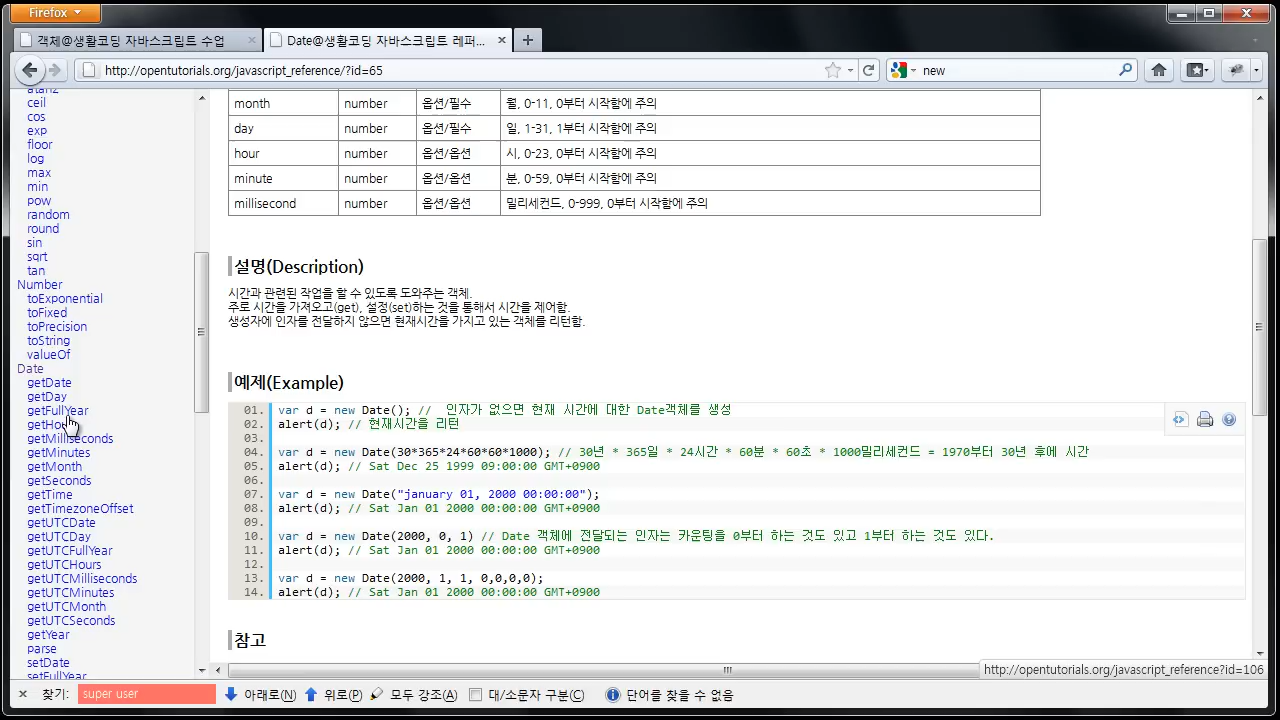 Firefox
객체@생활코딩 자바스크립트 수업
Date@생활코딩 자바스크립트 레퍼...
http://opentutorials.org/javascript_reference/?id=65
new
atan2
ceil
cos
exp
floor
log
max
min
pow
random
round
sin
sqrt
tan
Number
toExponential
toFixed
toPrecision
toString
valueOf
Date
getDate
getDay
getFullYear
getHours
getMilliseconds
getMinutes
getMonth
getSeconds
getTime
getTimezoneOffset
getUTCDate
getUTCDay
getUTCFullYear
getUTCHours
getUTCMilliseconds
getUTCMinutes
getUTCMonth
getUTCSeconds
getYear
parse
setDate
setFullYear
month number 옵션/필수 월, 0-11, 0부터 시작함에 주의
day number 옵션/필수 일, 1-31, 1부터 시작함에 주의
hour number 옵션/옵션 시, 0-23, 0부터 시작함에 주의
minute number 옵션/옵션 분, 0-59, 0부터 시작함에 주의
millisecond number 옵션/옵션 밀리세컨드, 0-999, 0부터 시작함에 주의
설명(Description)
시간과 관련된 작업을 할 수 있도록 도와주는 객체.
주로 시간을 가져오고(get), 설정(set)하는 것을 통해서 시간을 제어함.
생성자에 인자를 전달하지 않으면 현재시간을 가지고 있는 객체를 리턴함.
예제(Example)
01. var d = new Date(); // 인자가 없으면 현재 시간에 대한 Date객체를 생성
02. alert(d); // 현재시간을 리턴
03.
04. var d = new Date(30*365*24*60*60*1000); // 30년 * 365일 * 24시간 * 60분 * 60초 * 1000밀리세컨드 = 1970부터 30년 후에 시간
05. alert(d); // Sat Dec 25 1999 09:00:00 GMT+0900
06.
07. var d = new Date("january 01, 2000 00:00:00");
08. alert(d); // Sat Jan 01 2000 00:00:00 GMT+0900
09.
10. var d = new Date(2000, 0, 1) // Date 객체에 전달되는 인자는 카운팅을 0부터 하는 것도 있고 1부터 하는 것도 있다.
11. alert(d); // Sat Jan 01 2000 00:00:00 GMT+0900
12.
13. var d = new Date(2000, 1, 1, 0,0,0,0);
14. alert(d); // Sat Jan 01 2000 00:00:00 GMT+0900
참고
http://opentutorials.org/javascript_reference?id=106
찾기: super user 아래로(N) 위로(P) 모두 강조(A) 대/소문자 구분(C) 단어를 찾을 수 없음